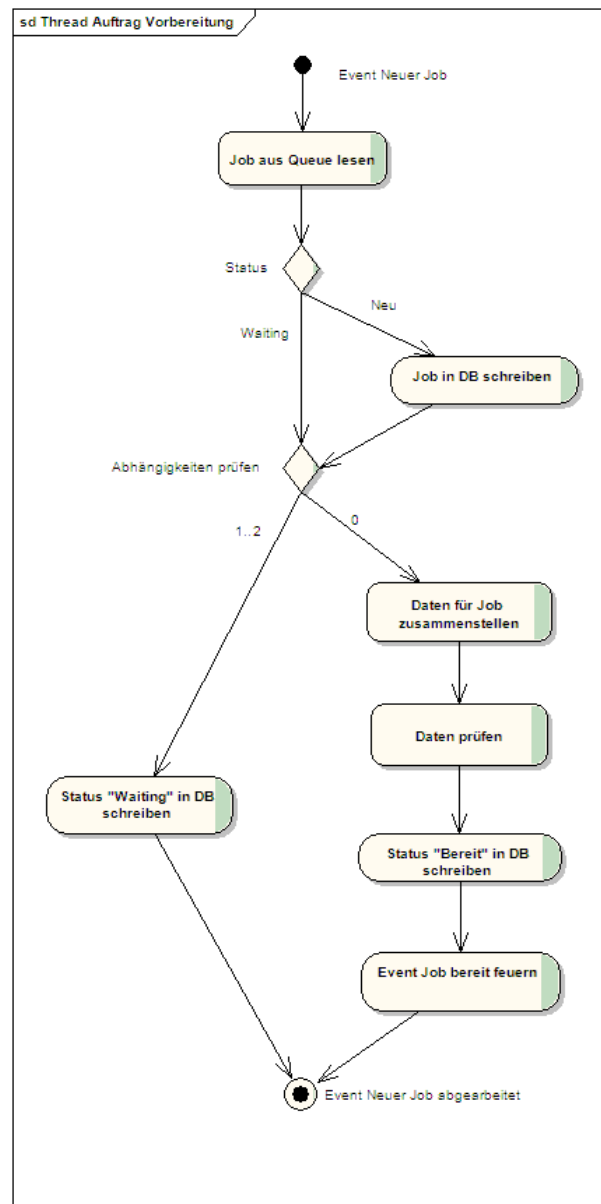 sd Thread Auftrag Vorbereitung
Event Neuer Job
Job aus Queue lesen
Status
Neu
Waiting
Job in DB schreiben
Abhängigkeiten prüfen
0
1..2
Daten für Job
zusammenstellen
Daten prüfen
Status "Waiting" in DB
schreiben
Status "Bereit" in DB
schreiben
Event Job bereit feuern
Event Neuer Job abgearbeitet